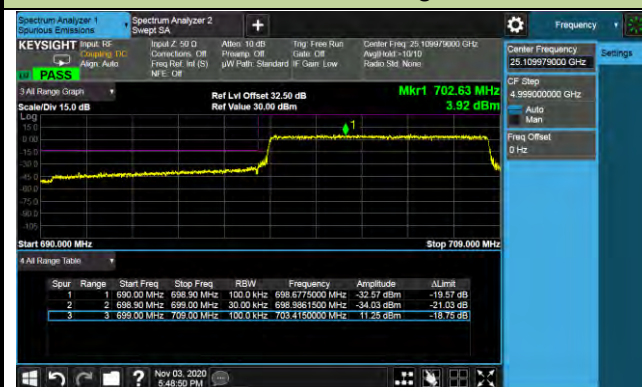 Spectrum Analyzer 1
Spurious Emissions
Spectrum Analyzer 2
Swept SA
+
Frequency
KEYSIGHT
Input: RF
Coupling: DC
Align: Auto
Input Z: 50 Ω
Corrections: Off
Freq Ref: Int (S)
NFE: Off
Atten: 10 dB
Preamp: Off
µW Path: Standard
Trig: Free Run
Gate: Off
IF Gain: Low
Center Freq: 25.109979000 GHz
Avg|Hold:>10/10
Radio Std: None
PASS
Center Frequency
25.109979000 GHz
Settings
CF Step
4.999000000 GHz
Auto
Man
Freq Offset
0 Hz
3 All Range Graph
Scale/Div 15.0 dB
Ref Lvl Offset 32.50 dB
Ref Value 30.00 dBm
Mkr1 702.63 MHz
3.92 dBm
Log
15.0
0.00
-15.0
-30.0
-45.0
-60.0
-75.0
-90.0
-105
1
Start 690.000 MHz
Stop 709.000 MHz
4 All Range Table
Spur Range Start Freq Stop Freq RBW Frequency Amplitude ΔLimit
1 1 690.00 MHz 698.90 MHz 100.0 kHz 698.6775000 MHz -32.57 dBm -19.57 dB
2 2 698.90 MHz 699.00 MHz 30.00 kHz 698.9861500 MHz -34.03 dBm -21.03 dB
3 3 699.00 MHz 709.00 MHz 100.0 kHz 703.4150000 MHz 11.25 dBm -18.75 dB
?
Nov 03, 2020
5:48:50 PM